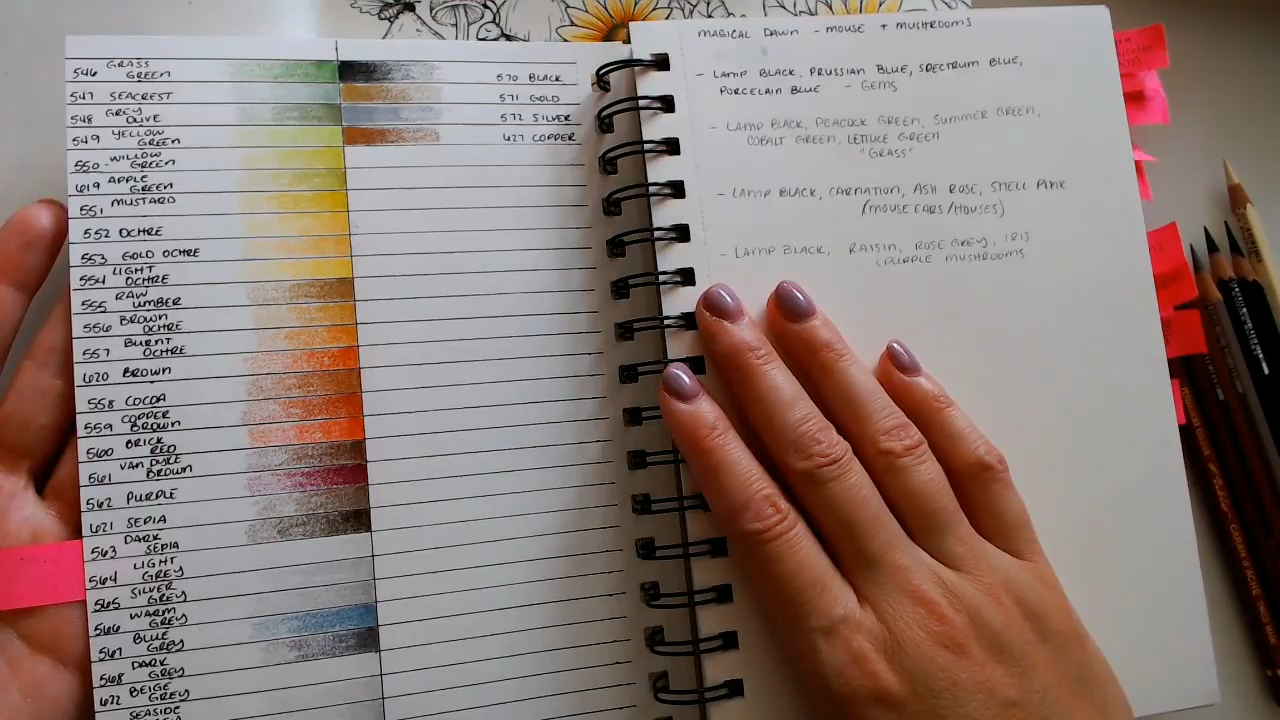 546 GRASS
GREEN
547 SEACREST
548 GREY
OLIVE
549 YELLOW
GREEN
550 WILLOW
GREEN
619 APPLE
GREEN
551 MUSTARD
552 OCHRE
553 GOLD OCHRE
554 LIGHT
OCHRE
555 RAW
UMBER
556 BROWN
OCHRE
557 BURNT
OCHRE
620 BROWN
558 COCOA
559 COPPER
BROWN
560 BRICK
RED
561 VAN DYKE
BROWN
562 PURPLE
621 SEPIA
563 DARK
SEPIA
564 LIGHT
GREY
565 SILVER
GREY
566 WARM
GREY
567 BLUE
GREY
568 DARK
GREY
622 BEIGE
GREY
SEASIDE
570 BLACK
571 GOLD
572 SILVER
627 COPPER
MAGICAL DAWN - MOUSE + MUSHROOMS
- LAMP BLACK, PRUSSIAN BLUE, SPECTRUM BLUE,
PORCELAIN BLUE - GEMS
- LAMP BLACK, PEACOCK GREEN, SUMMER GREEN,
COBALT GREEN, LETTUCE GREEN
"GRASS"
- LAMP BLACK, CARNATION, ASH ROSE, SHELL PINK
(MOUSE EARS/HOUSES)
- LAMP BLACK, RAISIN, ROSE GREY, IRIS
(PURPLE MUSHROOMS
CARAN D'ACHE